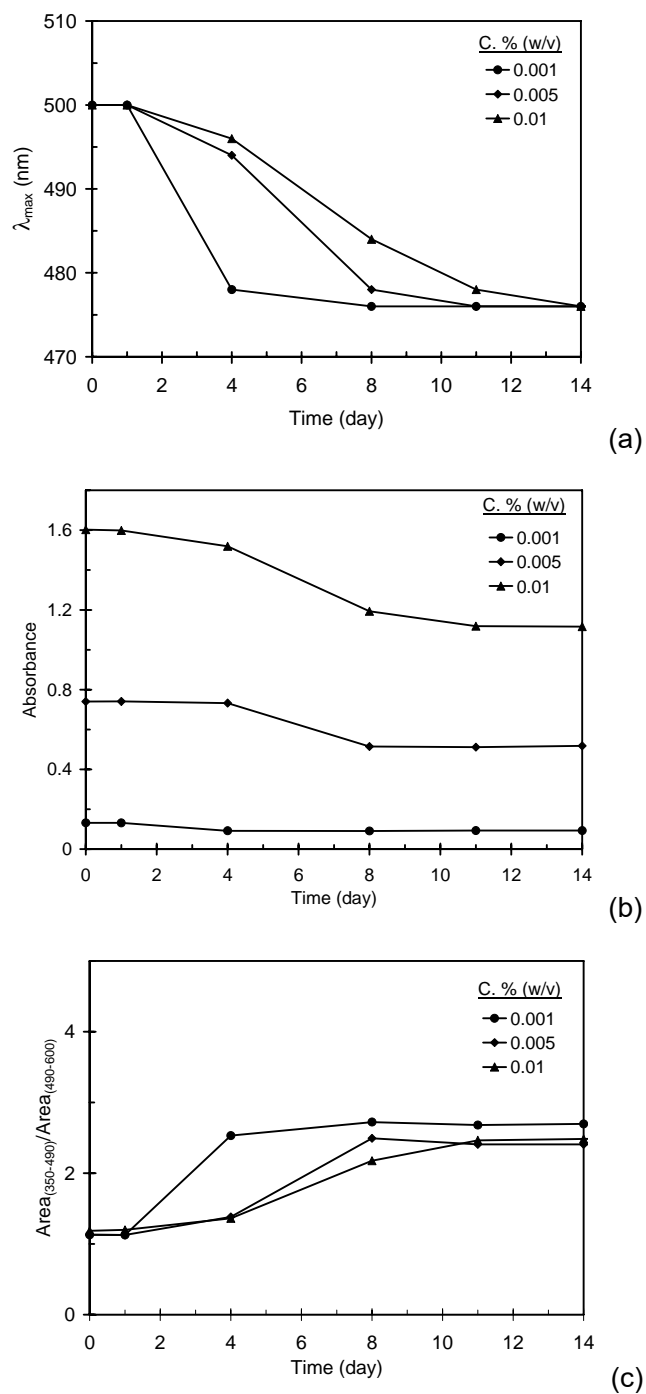 510
500
490
480
470
λmax (nm)
C. % (w/v)
0.001
0.005
0.01
0 2 4 6 8 10 12 14
Time (day)
(a)
1.6
1.2
0.8
0.4
0
Absorbance
C. % (w/v)
0.001
0.005
0.01
0 2 4 6 8 10 12 14
Time (day)
(b)
4
2
0
Area(350-490)/Area(490-600)
C. % (w/v)
0.001
0.005
0.01
0 2 4 6 8 10 12 14
Time (day)
(c)